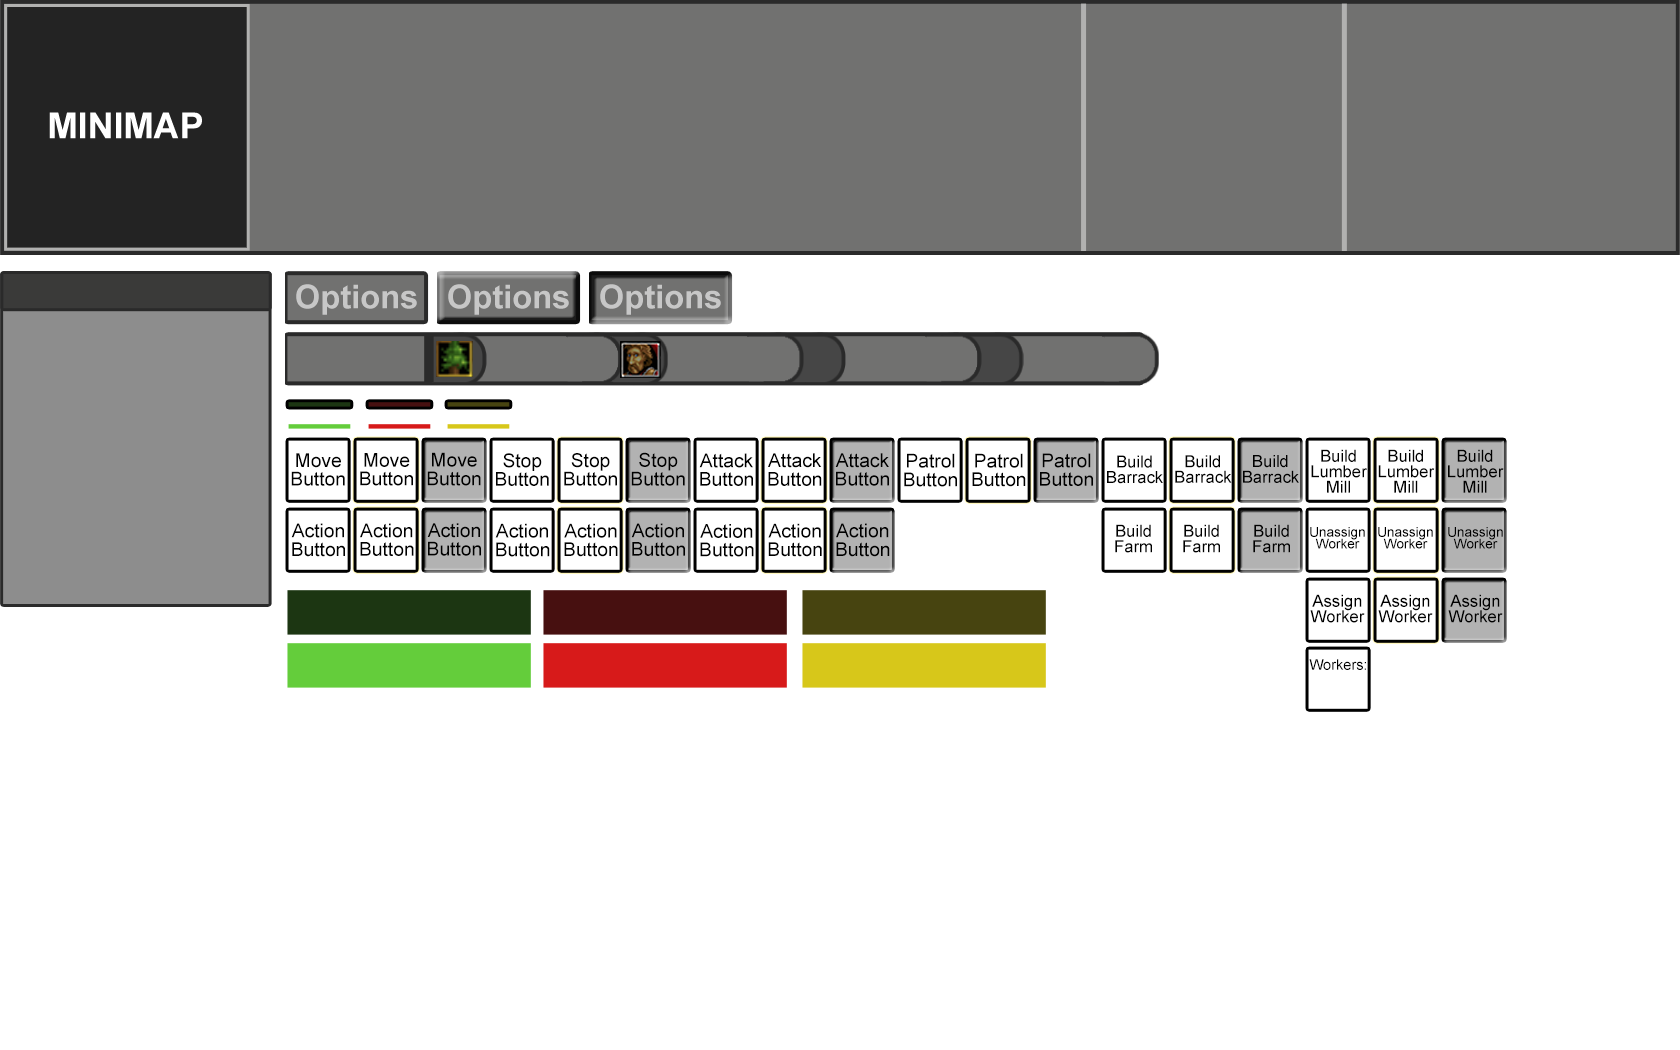 MINIMAP
Options Options Options
Move Move Move Stop Stop Stop Attack Attack Attack Patrol Patrol Patrol Build Build Build Build Build Build
Button Button Button Button Button Button Button Button Button Button Button Button Barrack Barrack Barrack Lumber Lumber Lumber
Mill Mill Mill
Action Action Action Action Action Action Action Action Action Build Build Build Unassign Unassign Unassign
Button Button Button Button Button Button Button Button Button Farm Farm Farm Worker Worker Worker
Assign Assign Assign
Worker Worker Worker
Workers: